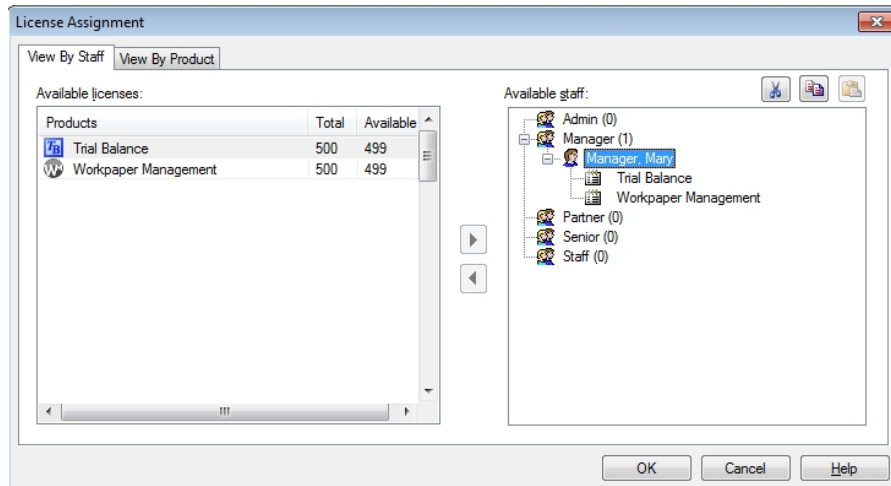 License Assignment
View By Staff
View By Product
Available licenses:
Products Total Available
TB Trial Balance 500 499
W Workpaper Management 500 499
Available staff:
Admin (0)
Manager (1)
Manager, Mary
Trial Balance
Workpaper Management
Partner (0)
Senior (0)
Staff (0)
OK Cancel Help